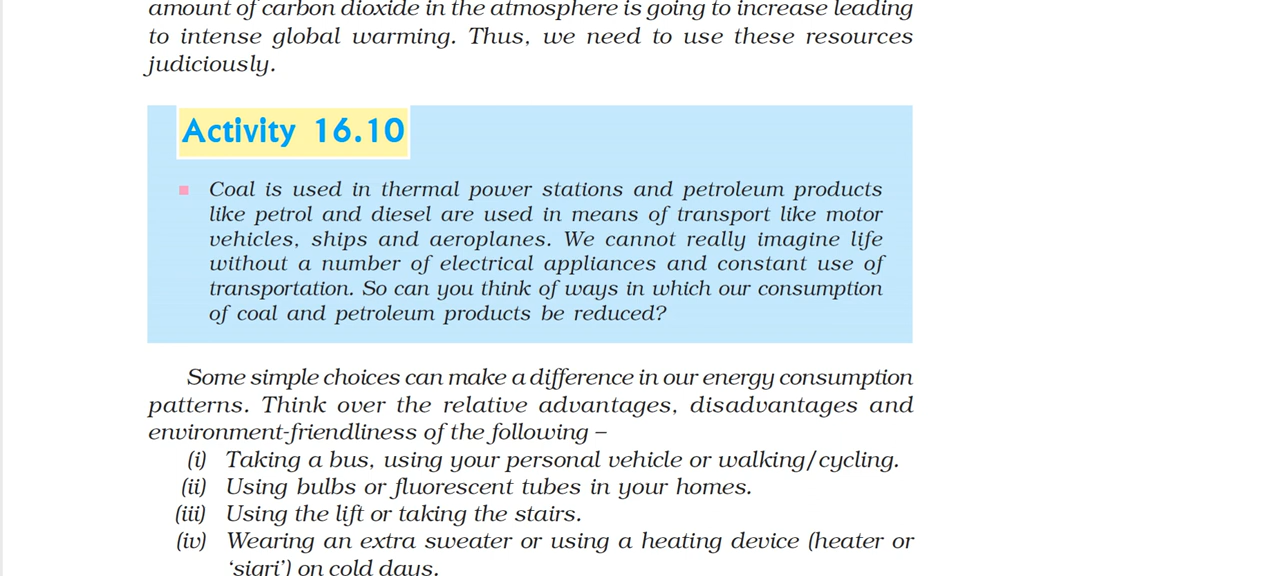 amount of carbon dioxide in the atmosphere is going to increase leading
to intense global warming. Thus, we need to use these resources
judiciously.
Activity 16.10
Coal is used in thermal power stations and petroleum products
like petrol and diesel are used in means of transport like motor
vehicles, ships and aeroplanes. We cannot really imagine life
without a number of electrical appliances and constant use of
transportation. So can you think of ways in which our consumption
of coal and petroleum products be reduced?
Some simple choices can make a difference in our energy consumption
patterns. Think over the relative advantages, disadvantages and
environment-friendliness of the following –
(i) Taking a bus, using your personal vehicle or walking/cycling.
(ii) Using bulbs or fluorescent tubes in your homes.
(iii) Using the lift or taking the stairs.
(iv) Wearing an extra sweater or using a heating device (heater or
‘sigri’) on cold days.